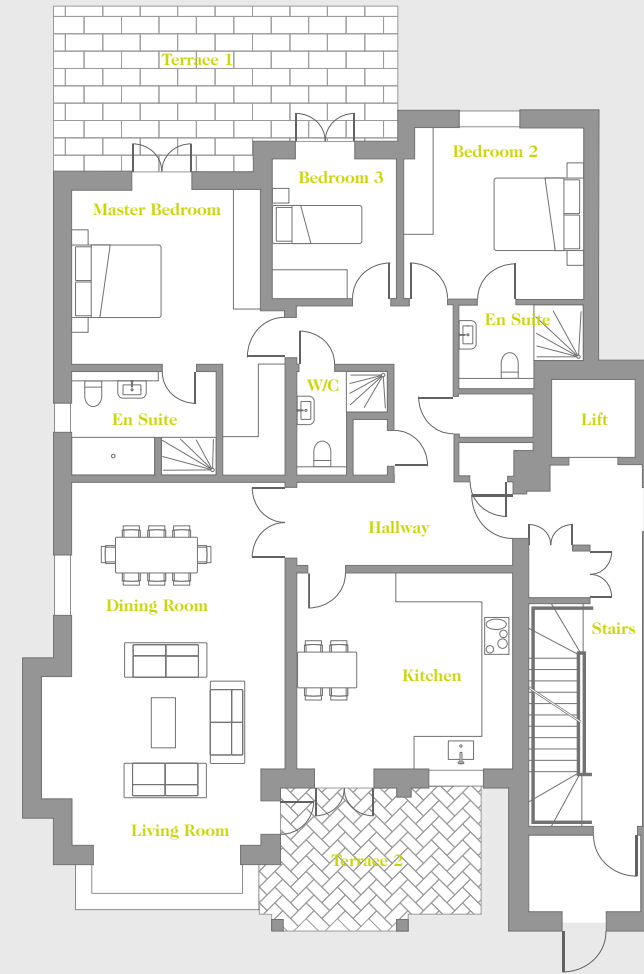 Terrace 1
Bedroom 2
Bedroom 3
Master Bedroom
En Suite
W/C
En Suite
Lift
Hallway
Dining Room
Stairs
Kitchen
Living Room
Terrace 2